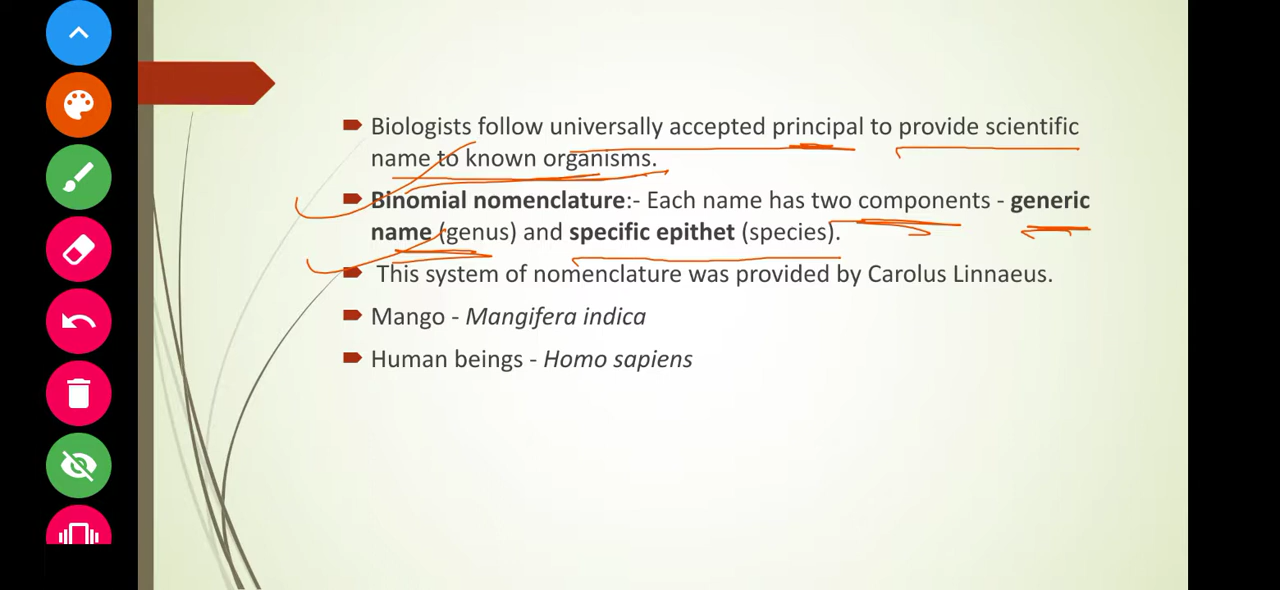 Biologists follow universally accepted principal to provide scientific
name to known organisms.
Binomial nomenclature:- Each name has two components - generic
name (genus) and specific epithet (species).
This system of nomenclature was provided by Carolus Linnaeus.
Mango - Mangifera indica
Human beings - Homo sapiens